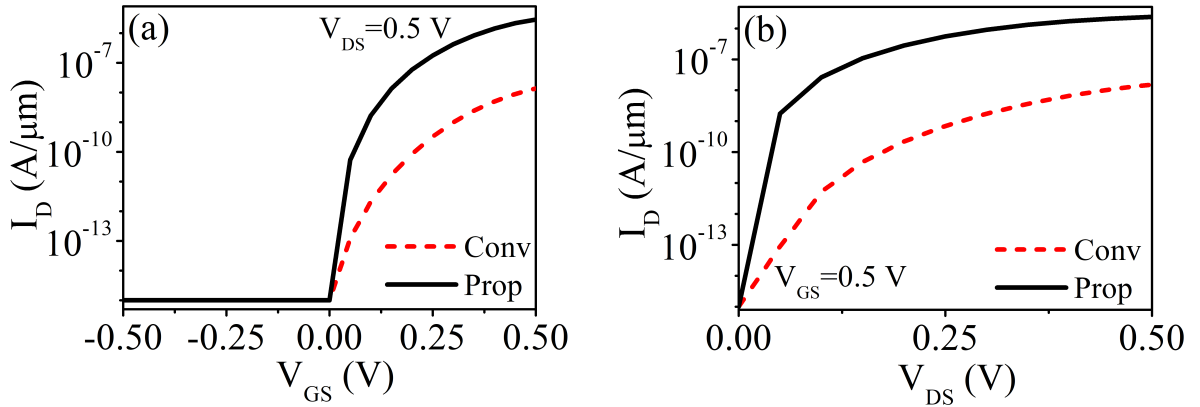 (a)
V_DS=0.5 V
10^-7
10^-10
10^-13
I_D (A/μm)
Conv
Prop
-0.50 -0.25 0.00 0.25 0.50
V_GS (V)
(b)
10^-7
10^-10
10^-13
I_D (A/μm)
V_GS=0.5 V
Conv
Prop
0.00 0.25 0.50
V_DS (V)